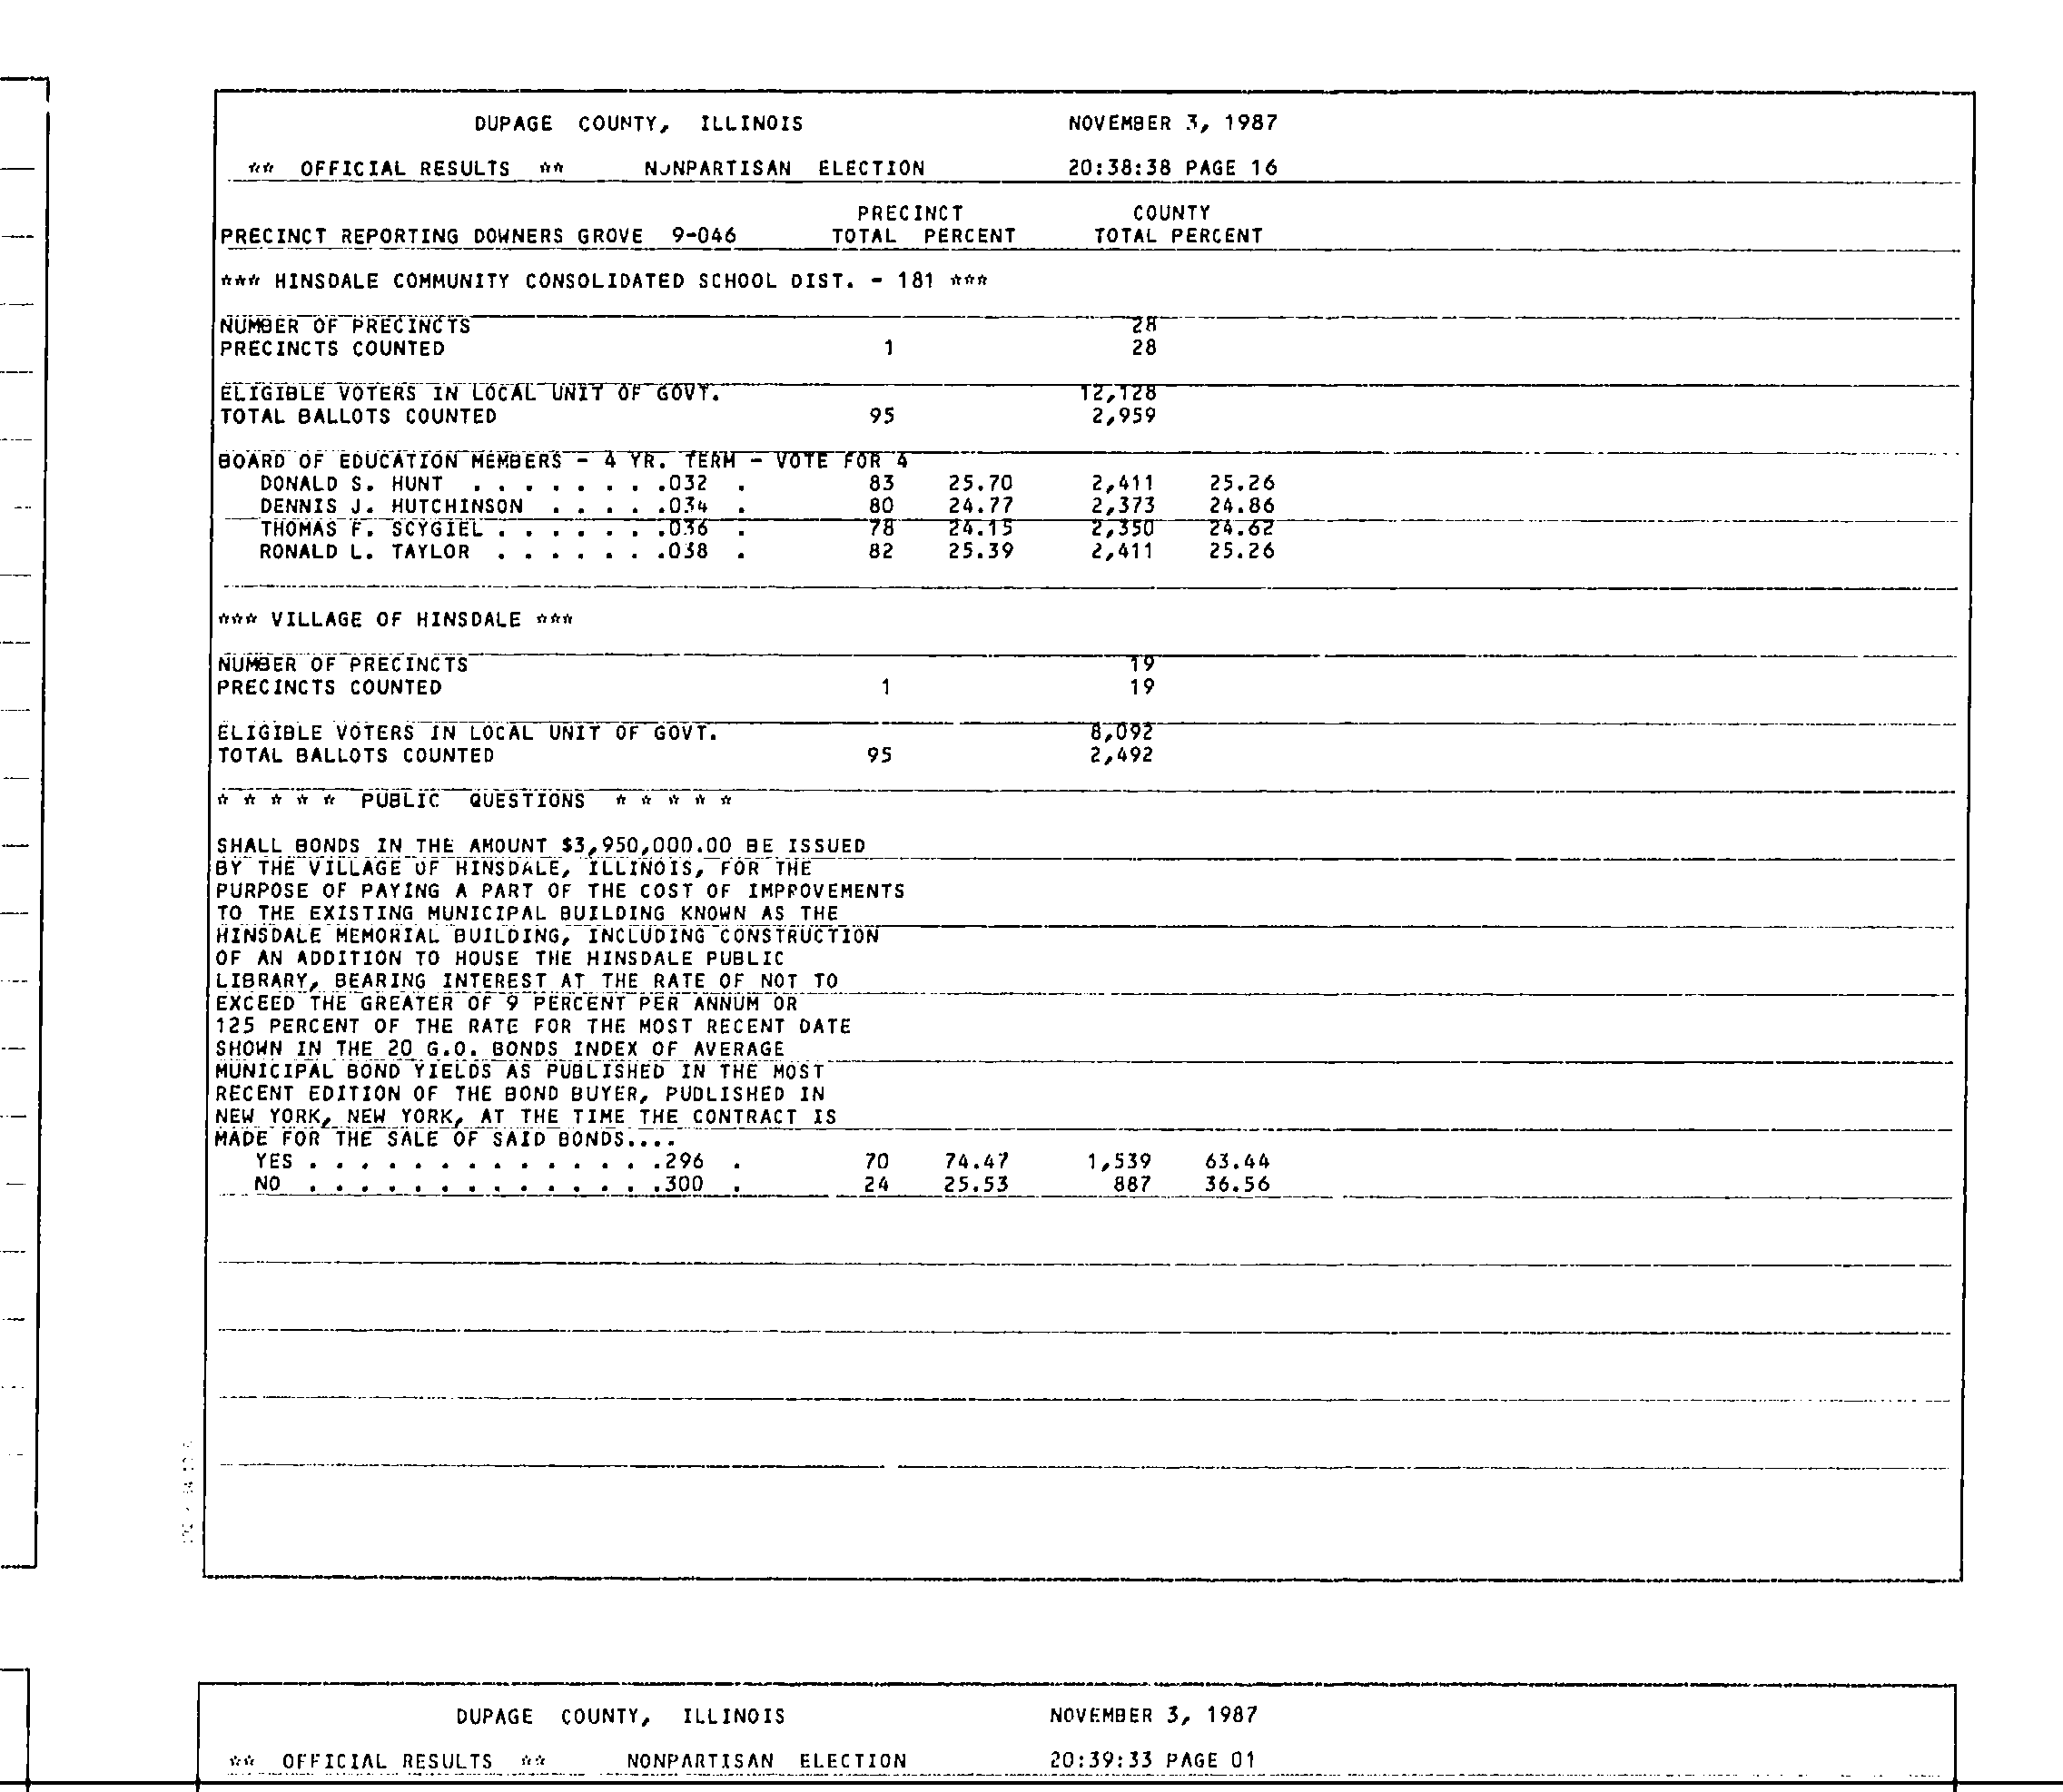 DUPAGE COUNTY, ILLINOIS NOVEMBER 3, 1987
** OFFICIAL RESULTS ** NONPARTISAN ELECTION 20:38:38 PAGE 16
PRECINCT COUNTY
PRECINCT REPORTING DOWNERS GROVE 9-046 TOTAL PERCENT TOTAL PERCENT
*** HINSDALE COMMUNITY CONSOLIDATED SCHOOL DIST. - 181 ***
NUMBER OF PRECINCTS 28
PRECINCTS COUNTED 1 28
ELIGIBLE VOTERS IN LOCAL UNIT OF GOVT. 12,128
TOTAL BALLOTS COUNTED 95 2,959
BOARD OF EDUCATION MEMBERS - 4 YR. TERM - VOTE FOR 4
DONALD S. HUNT . . . . . . . .032 . 83 25.70 2,411 25.26
DENNIS J. HUTCHINSON . . . . .034 . 80 24.77 2,373 24.86
THOMAS F. SCYGIEL . . . . . . .036 . 78 24.15 2,350 24.62
RONALD L. TAYLOR . . . . . . .038 . 82 25.39 2,411 25.26
*** VILLAGE OF HINSDALE ***
NUMBER OF PRECINCTS 19
PRECINCTS COUNTED 1 19
ELIGIBLE VOTERS IN LOCAL UNIT OF GOVT. 8,092
TOTAL BALLOTS COUNTED 95 2,492
* * * * * PUBLIC QUESTIONS * * * * *
SHALL BONDS IN THE AMOUNT $3,950,000.00 BE ISSUED
BY THE VILLAGE OF HINSDALE, ILLINOIS, FOR THE
PURPOSE OF PAYING A PART OF THE COST OF IMPROVEMENTS
TO THE EXISTING MUNICIPAL BUILDING KNOWN AS THE
HINSDALE MEMORIAL BUILDING, INCLUDING CONSTRUCTION
OF AN ADDITION TO HOUSE THE HINSDALE PUBLIC
LIBRARY, BEARING INTEREST AT THE RATE OF NOT TO
EXCEED THE GREATER OF 9 PERCENT PER ANNUM OR
125 PERCENT OF THE RATE FOR THE MOST RECENT DATE
SHOWN IN THE 20 G.O. BONDS INDEX OF AVERAGE
MUNICIPAL BOND YIELDS AS PUBLISHED IN THE MOST
RECENT EDITION OF THE BOND BUYER, PUBLISHED IN
NEW YORK, NEW YORK, AT THE TIME THE CONTRACT IS
MADE FOR THE SALE OF SAID BONDS....
YES . . . . . . . . . . . . . .296 . 70 74.47 1,539 63.44
NO . . . . . . . . . . . . . .300 . 24 25.53 887 36.56
DUPAGE COUNTY, ILLINOIS NOVEMBER 3, 1987
** OFFICIAL RESULTS ** NONPARTISAN ELECTION 20:39:33 PAGE 01